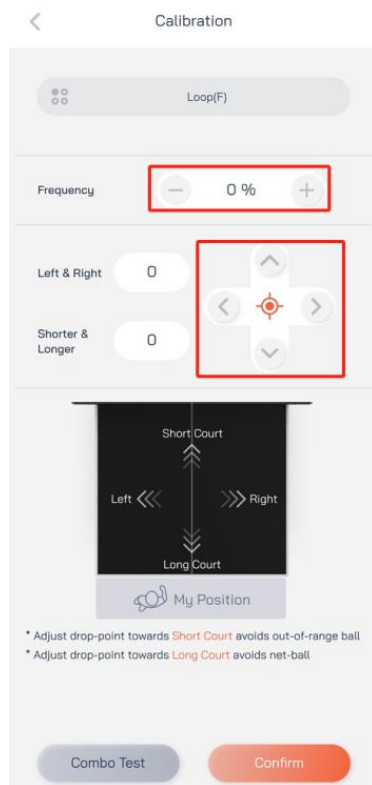 Calibration
Loop(F)
Frequency
0 %
Left & Right
0
Shorter &
Longer
0
Short Court
Left
Right
Long Court
My Position
* Adjust drop-point towards Short Court avoids out-of-range ball
* Adjust drop-point towards Long Court avoids net-ball
Combo Test
Confirm